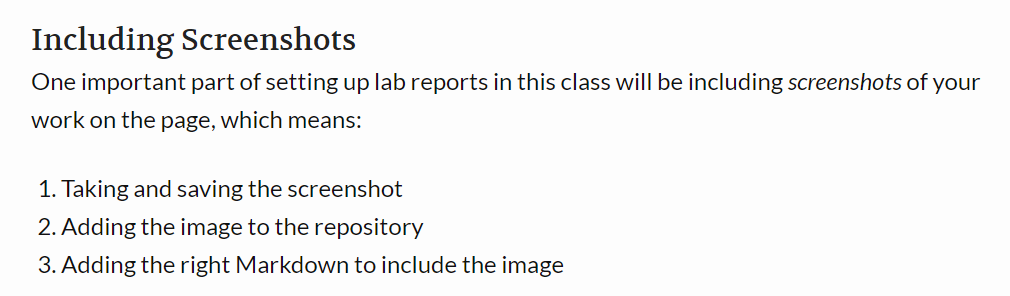 Including Screenshots
One important part of setting up lab reports in this class will be including screenshots of your
work on the page, which means:
1. Taking and saving the screenshot
2. Adding the image to the repository
3. Adding the right Markdown to include the image